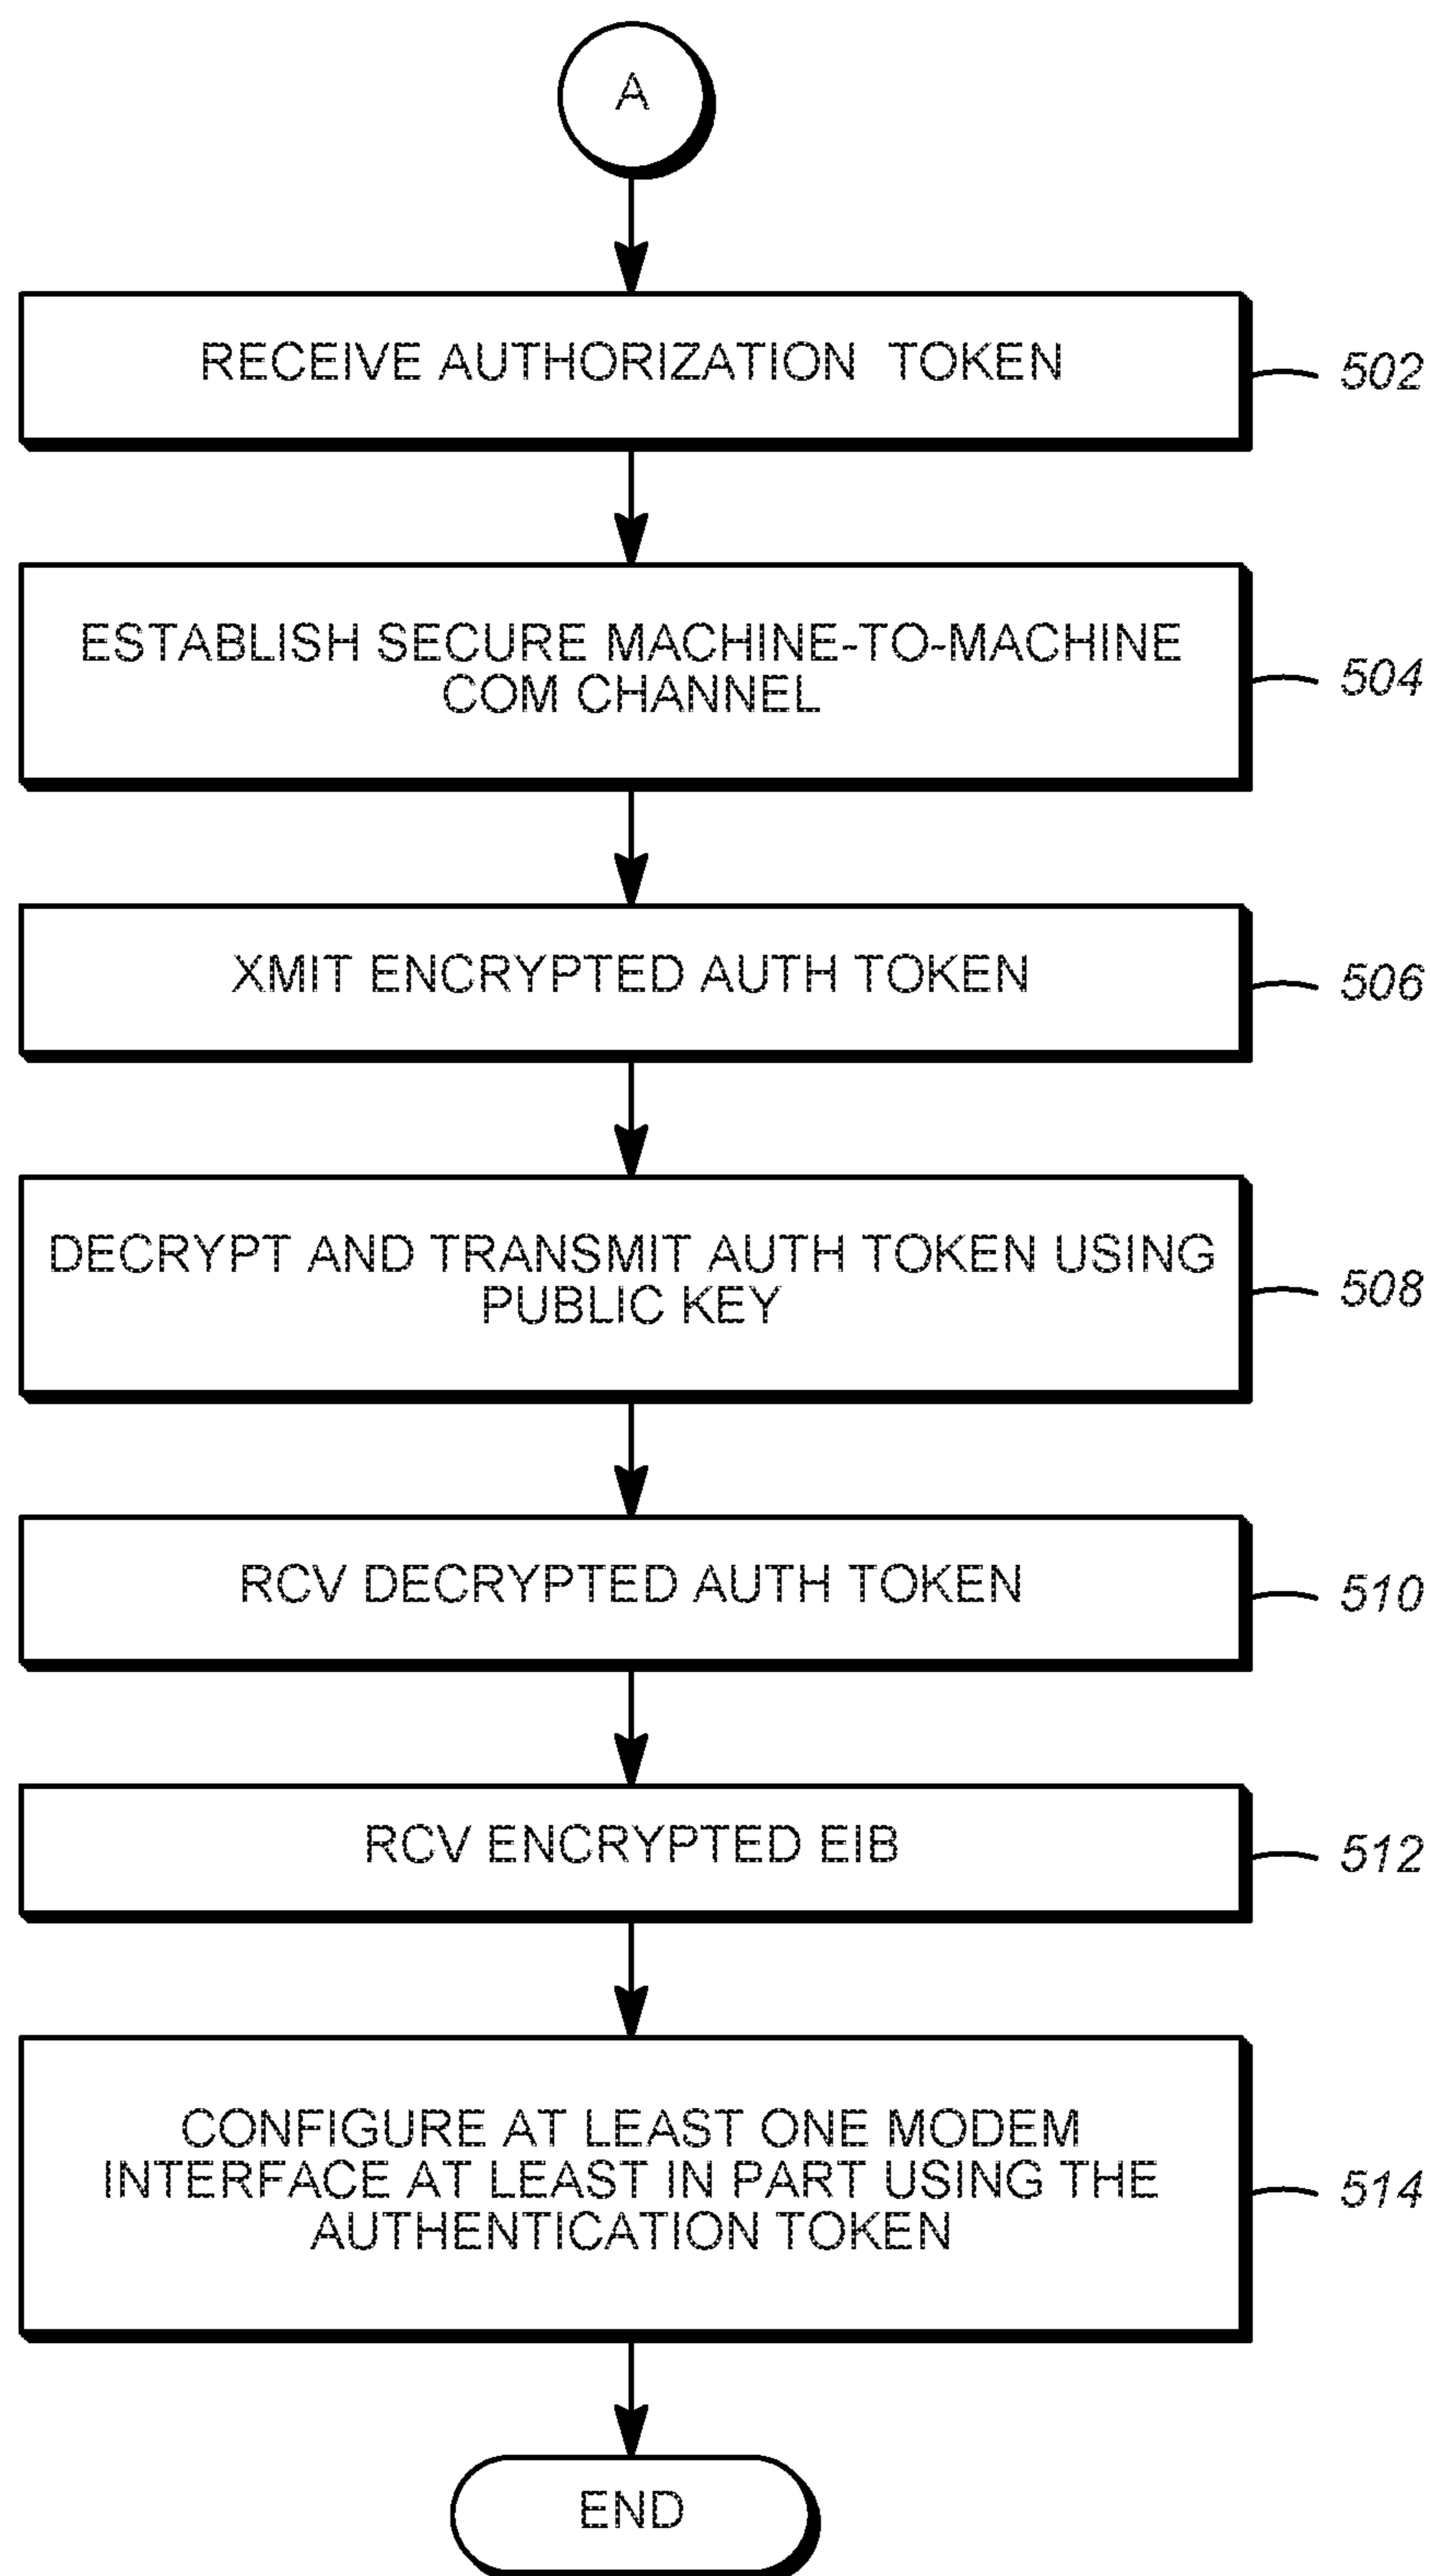 A
RECEIVE AUTHORIZATION TOKEN
502
ESTABLISH SECURE MACHINE-TO-MACHINE
COM CHANNEL
504
XMIT ENCRYPTED AUTH TOKEN
506
DECRYPT AND TRANSMIT AUTH TOKEN USING
PUBLIC KEY
508
RCV DECRYPTED AUTH TOKEN
510
RCV ENCRYPTED EIB
512
CONFIGURE AT LEAST ONE MODEM
INTERFACE AT LEAST IN PART USING THE
AUTHENTICATION TOKEN
514
END